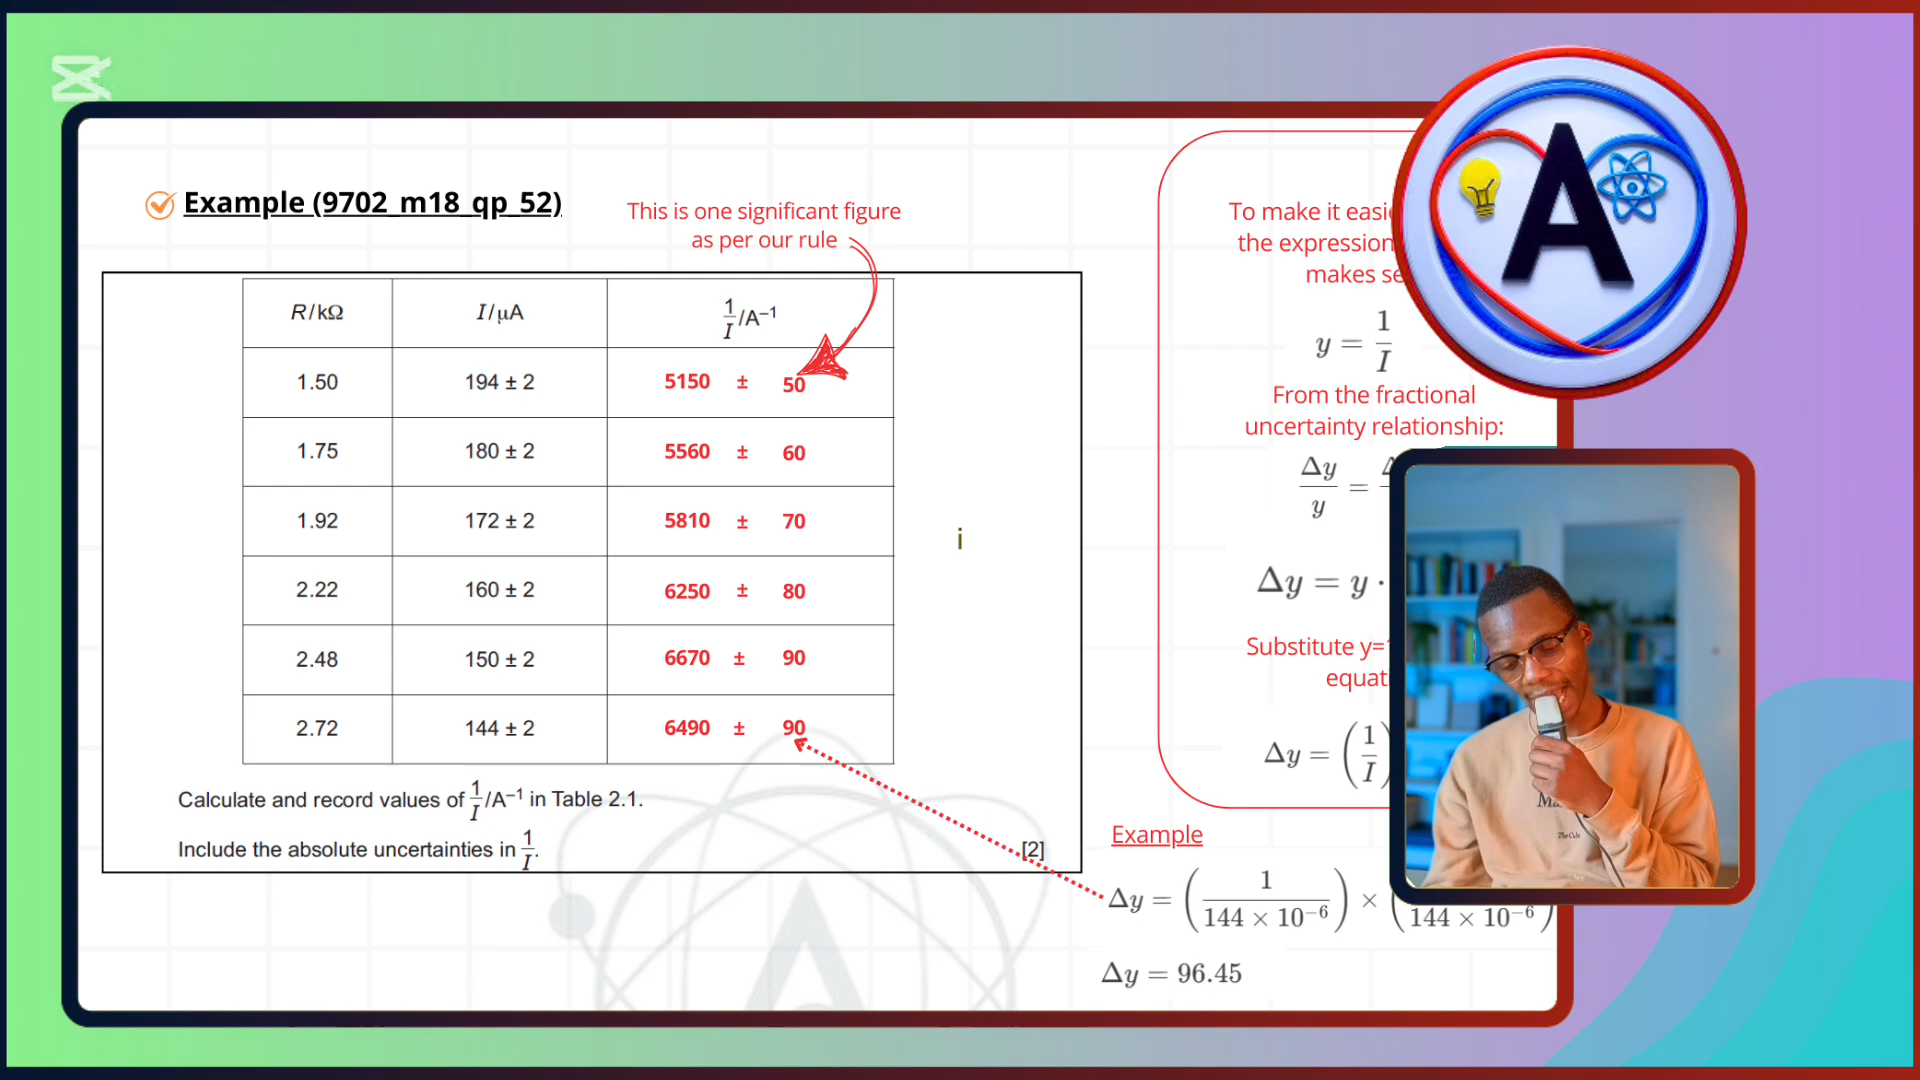 Example (9702_m18_qp_52)
This is one significant figure
as per our rule
R/kΩ I/μA 1/I /A⁻¹
1.50 194 ± 2 5150 ± 50
1.75 180 ± 2 5560 ± 60
1.92 172 ± 2 5810 ± 70
2.22 160 ± 2 6250 ± 80
2.48 150 ± 2 6670 ± 90
2.72 144 ± 2 6490 ± 90
i
Calculate and record values of 1/I /A⁻¹ in Table 2.1.
Include the absolute uncertainties in 1/I.
[2]
To make it
the expression
makes
y = 1/I
From the fractional
uncertainty relationship:
Δy/y =
Δy = y ·
Substitute y=
Δy = (1/I)
Example
Δy = (1/(144 × 10⁻⁶)) × ( 144 × 10⁻⁶)
Δy = 96.45
A
The Cube